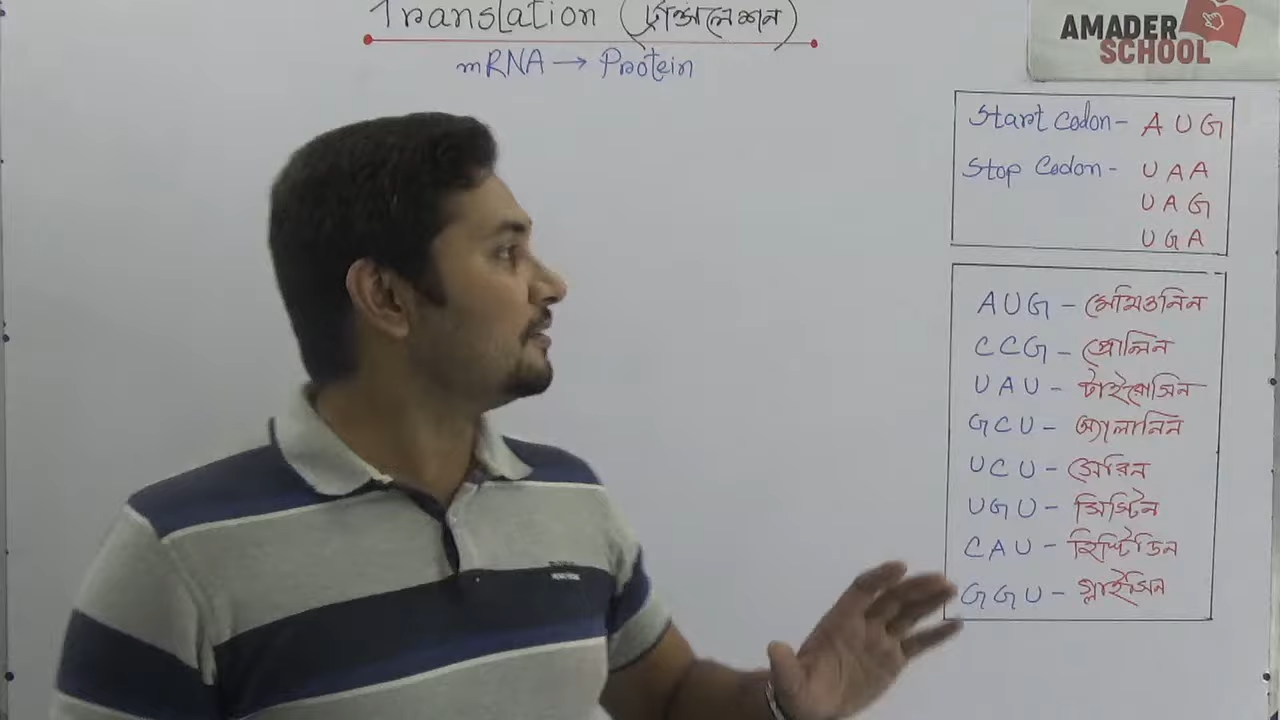 Translation (ট্রান্সলেশন)
mRNA → Protein
AMADER
SCHOOL
Start Codon - AUG
Stop Codon - UAA
UAG
UGA
AUG - মেথিওনিন
CCG - প্রোলিন
UAU - টাইরোসিন
GCU - অ্যালানিন
UCU - সেরিন
UGU - সিস্টিন
CAU - হিস্টিডিন
GGU - গ্লাইসিন